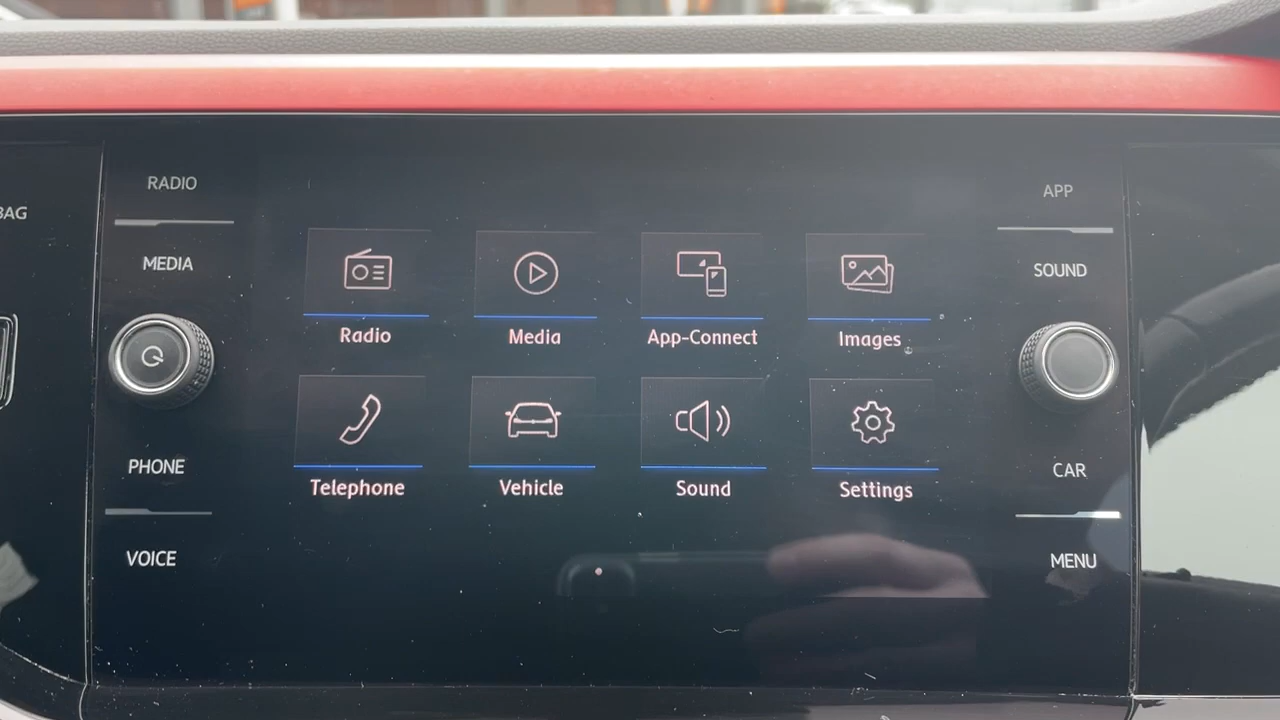 RADIO
APP
BAG
MEDIA
SOUND
Radio
Media
App-Connect
Images
PHONE
CAR
Telephone
Vehicle
Sound
Settings
VOICE
MENU